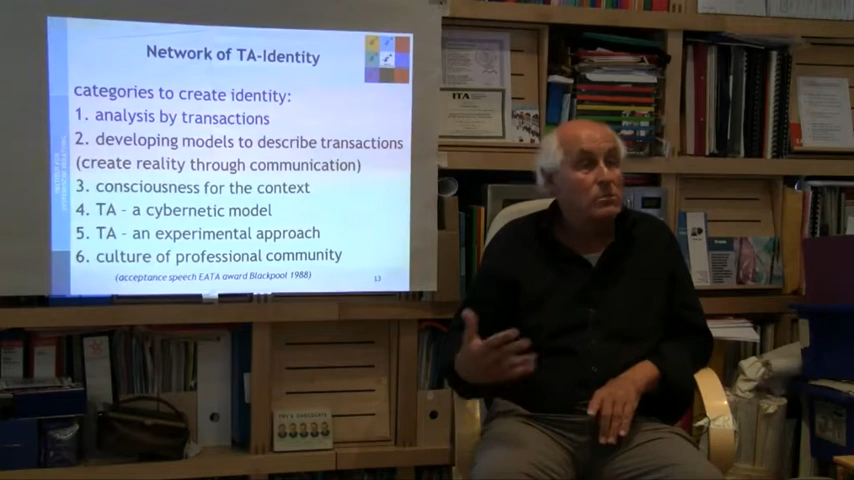 Network of TA-Identity
categories to create identity:
1. analysis by transactions
2. developing models to describe transactions
(create reality through communication)
3. consciousness for the context
4. TA – a cybernetic model
5. TA – an experimental approach
6. culture of professional community
(acceptance speech EATA award Blackpool 1988)
13
ITA
FRY'S CHOCOLATE